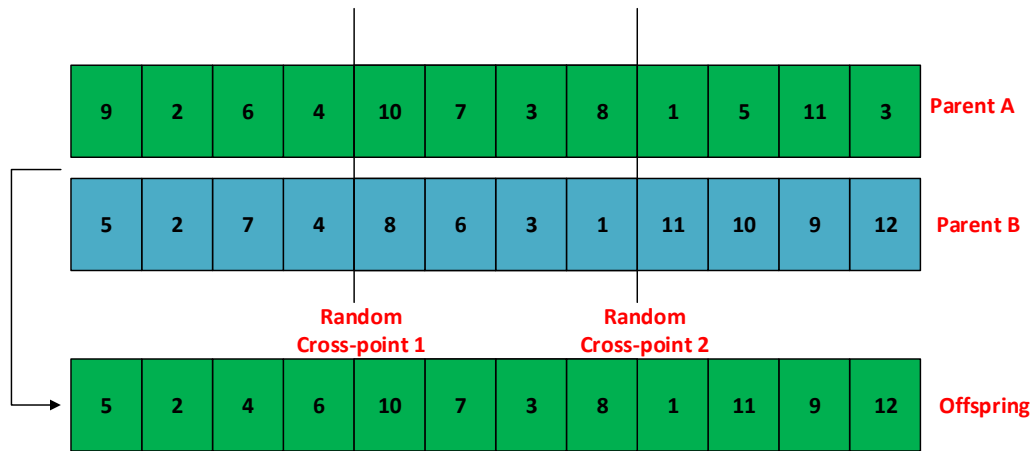 9 2 6 4 10 7 3 8 1 5 11 3 Parent A
5 2 7 4 8 6 3 1 11 10 9 12 Parent B
Random Random
Cross-point 1 Cross-point 2
5 2 4 6 10 7 3 8 1 11 9 12 Offspring